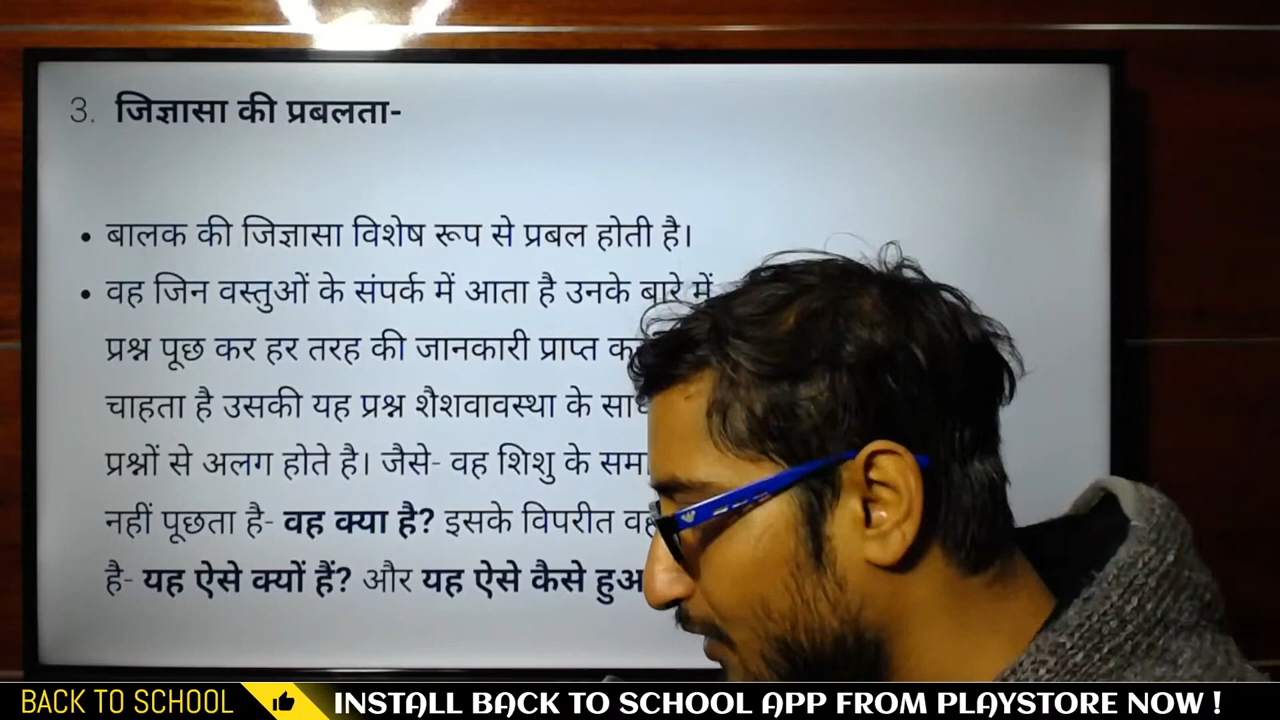 3. जिज्ञासा की प्रबलता-
• बालक की जिज्ञासा विशेष रूप से प्रबल होती है।
• वह जिन वस्तुओं के संपर्क में आता है उनके बारे में
प्रश्न पूछ कर हर तरह की जानकारी प्राप्त
चाहता है उसकी यह प्रश्न शैशवावस्था के
प्रश्नों से अलग होते है। जैसे- वह शिशु के
नहीं पूछता है- वह क्या है? इसके विपरीत
है- यह ऐसे क्यों हैं? और यह ऐसे कैसे
BACK TO SCHOOL INSTALL BACK TO SCHOOL APP FROM PLAYSTORE NOW !